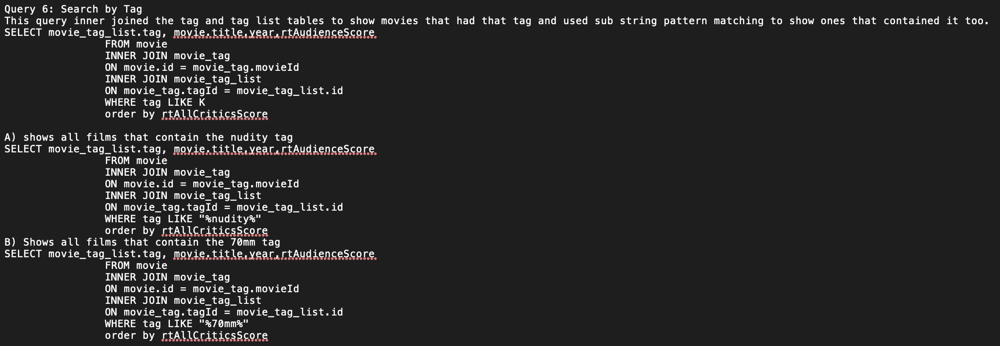 Query 6: Search by Tag
This query inner joined the tag and tag list tables to show movies that had that tag and used sub string pattern matching to show ones that contained it too.
SELECT movie_tag_list.tag, movie.title,year,rtAudienceScore
FROM movie
INNER JOIN movie_tag
ON movie.id = movie_tag.movieId
INNER JOIN movie_tag_list
ON movie_tag.tagId = movie_tag_list.id
WHERE tag LIKE K
order by rtAllCriticsScore

A) shows all films that contain the nudity tag
SELECT movie_tag_list.tag, movie.title,year,rtAudienceScore
FROM movie
INNER JOIN movie_tag
ON movie.id = movie_tag.movieId
INNER JOIN movie_tag_list
ON movie_tag.tagId = movie_tag_list.id
WHERE tag LIKE "%nudity%"
order by rtAllCriticsScore
B) Shows all films that contain the 70mm tag
SELECT movie_tag_list.tag, movie.title,year,rtAudienceScore
FROM movie
INNER JOIN movie_tag
ON movie.id = movie_tag.movieId
INNER JOIN movie_tag_list
ON movie_tag.tagId = movie_tag_list.id
WHERE tag LIKE "%70mm%"
order by rtAllCriticsScore